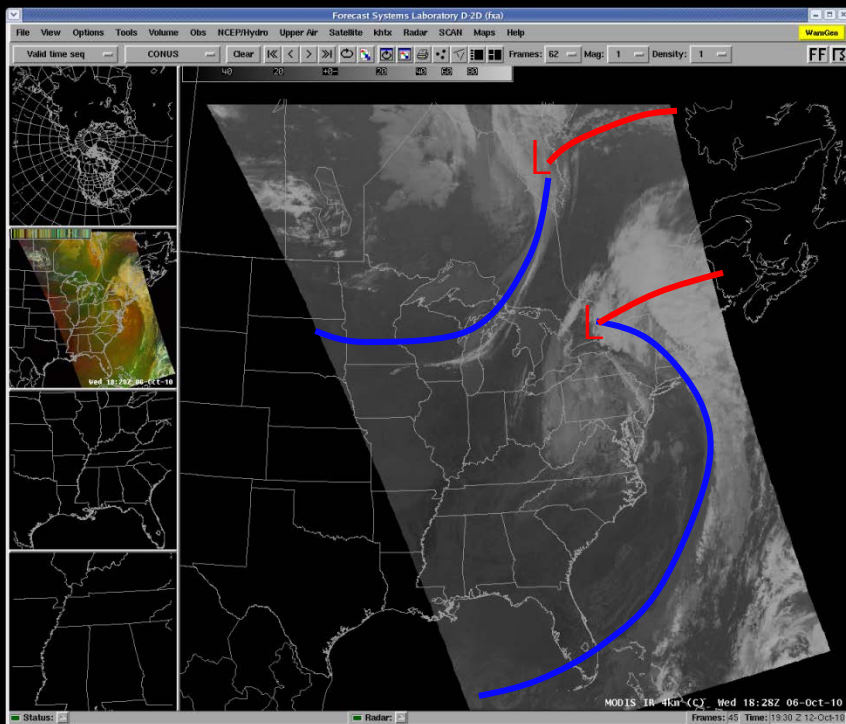 Forecast Systems Laboratory D-2D (fxa)
File View Options Tools Volume Obs NCEP/Hydro Upper Air Satellite khtx Radar SCAN Maps Help WarnGen
Valid time seq CONUS Clear Frames: 62 Mag: 1 Density: 1 FF
40 20 +0- 20 40 60 80
L
L
Wed 18:28Z 06-Oct-10
MODIS IR 4km (C) Wed 18:28Z 06-Oct-10
Status: Radar: Frames: 45 Time: 19:30 Z 12-Oct-10